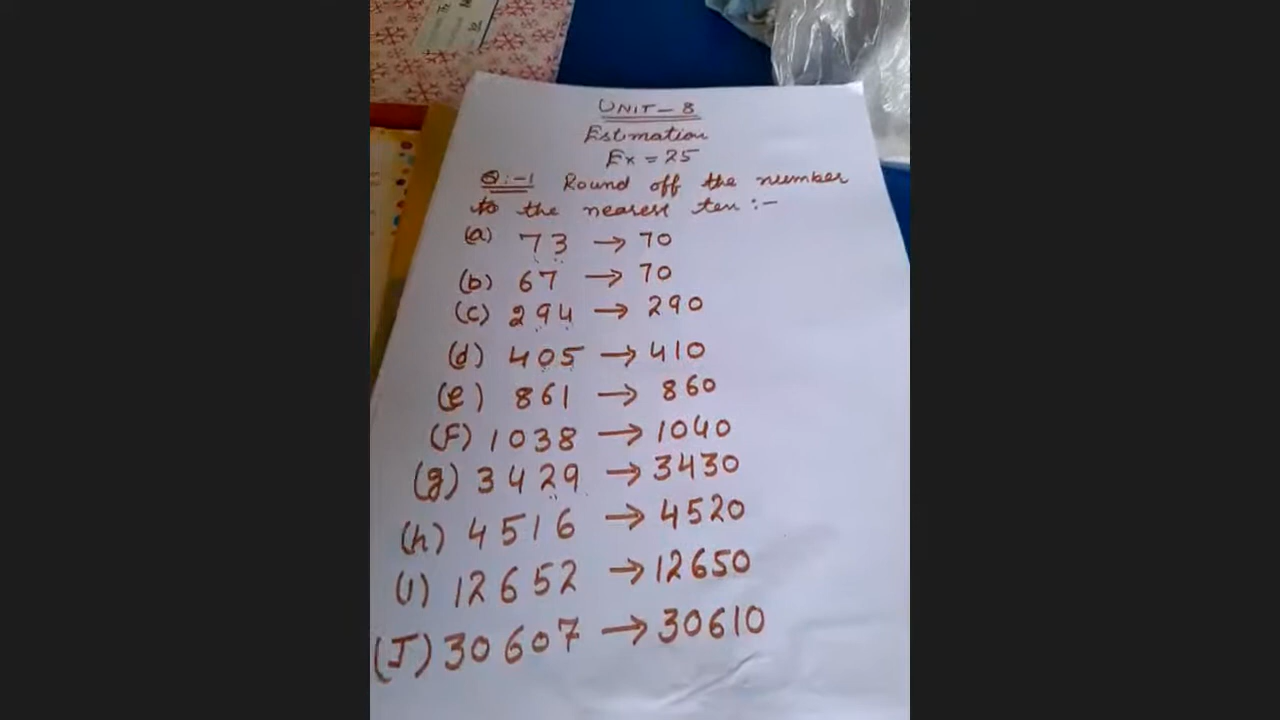 UNIT - 8
Estimation
Ex = 25
Q:-1 Round off the number
to the nearest ten :-
(a) 73 → 70
(b) 67 → 70
(c) 294 → 290
(d) 405 → 410
(e) 861 → 860
(F) 1038 → 1040
(g) 3429 → 3430
(h) 4516 → 4520
(I) 12652 → 12650
(J) 30607 → 30610